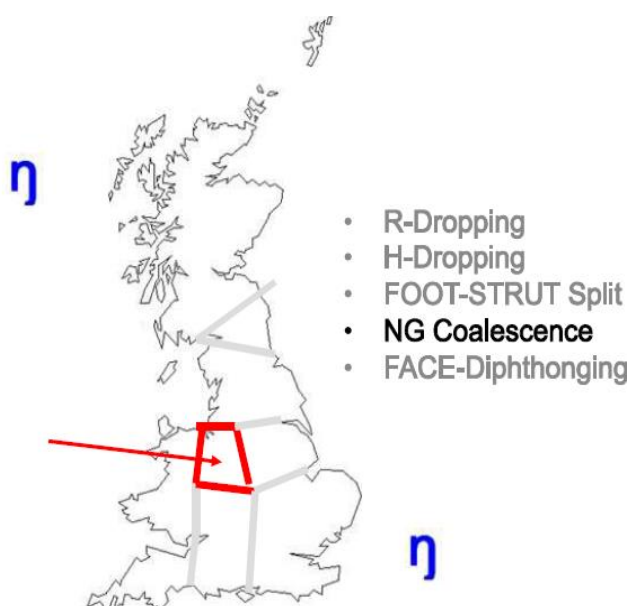 ŋ
• R-Dropping
• H-Dropping
• FOOT-STRUT Split
• NG Coalescence
• FACE-Diphthonging
ŋ